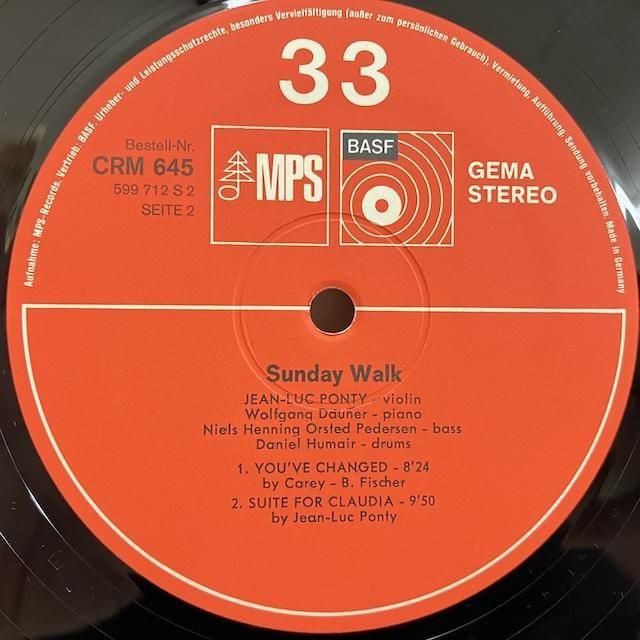 Aufnahme: MPS-Records. Vertrieb: BASF. Urheber- und Leistungsschutzrechte, besonders Vervielfältigung (außer zum persönlichen Gebrauch), Vermietung, Aufführung, Sendung vorbehalten. Made in Germany
33
Bestell-Nr.
CRM 645
599 712 S 2
SEITE 2
MPS
BASF
GEMA
STEREO
Sunday Walk
JEAN-LUC PONTY - violin
Wolfgang Dauner - piano
Niels Henning Orsted Pedersen - bass
Daniel Humair - drums
1. YOU'VE CHANGED - 8'24
by Carey - B. Fischer
2. SUITE FOR CLAUDIA - 9'50
by Jean-Luc Ponty